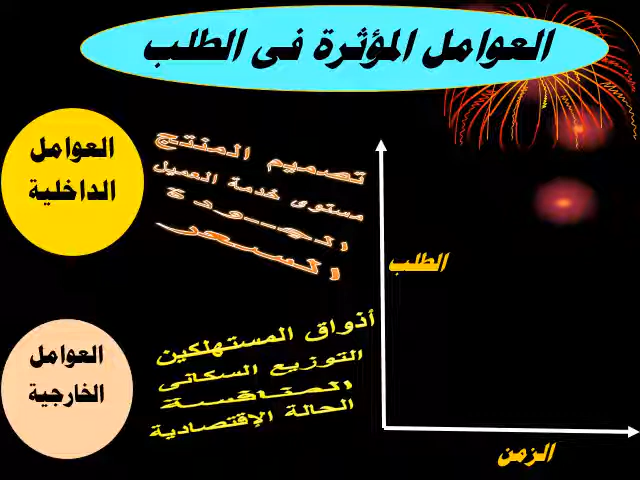 العوامل المؤثرة فى الطلب
العوامل
الداخلية
تصميم المنتج
مستوى خدمة العميل
الجــودة
السعر
الطلب
العوامل
الخارجية
أذواق المستهلكين
التوزيع السكانى
المنافسة
الحالة الإقتصادية
الزمن